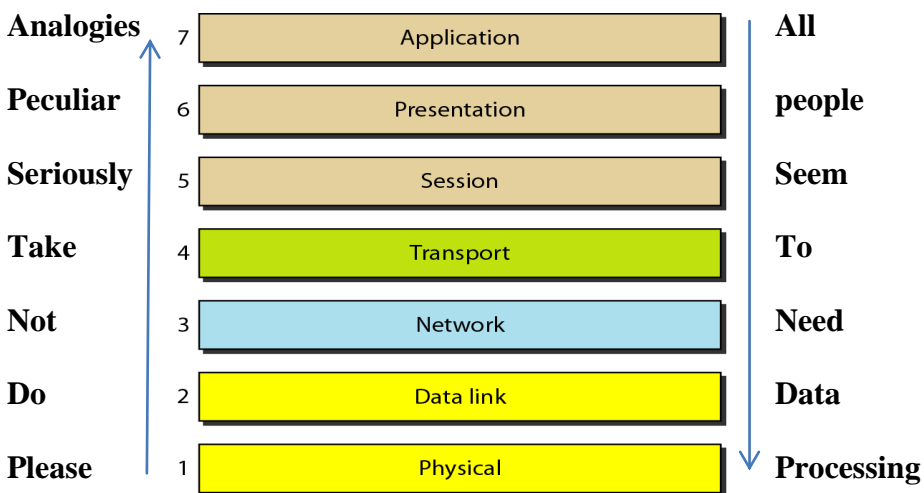 Analogies 7 Application All
Peculiar 6 Presentation people
Seriously 5 Session Seem
Take 4 Transport To
Not 3 Network Need
Do 2 Data link Data
Please 1 Physical Processing